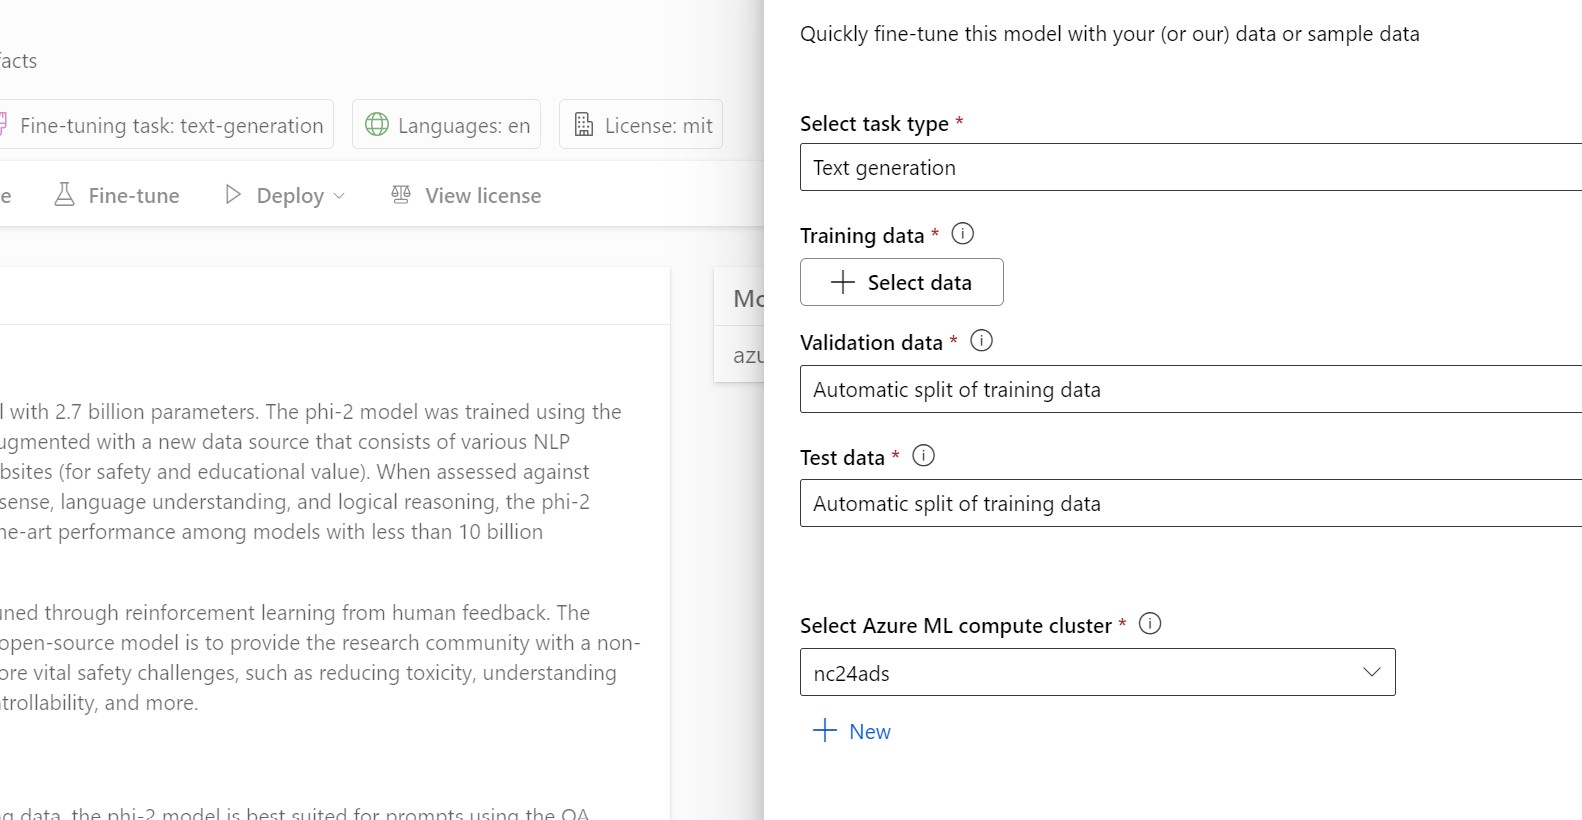 facts
Fine-tuning task: text-generation
Languages: en
License: mit
e
Fine-tune
Deploy
View license
Mo
azu
l with 2.7 billion parameters. The phi-2 model was trained using the
ugmented with a new data source that consists of various NLP
bsites (for safety and educational value). When assessed against
sense, language understanding, and logical reasoning, the phi-2
he-art performance among models with less than 10 billion
uned through reinforcement learning from human feedback. The
open-source model is to provide the research community with a non-
ore vital safety challenges, such as reducing toxicity, understanding
ntrollability, and more.
ng data, the phi-2 model is best suited for prompts using the QA
Quickly fine-tune this model with your (or our) data or sample data
Select task type *
Text generation
Training data *
Select data
Validation data *
Automatic split of training data
Test data *
Automatic split of training data
Select Azure ML compute cluster *
nc24ads
New